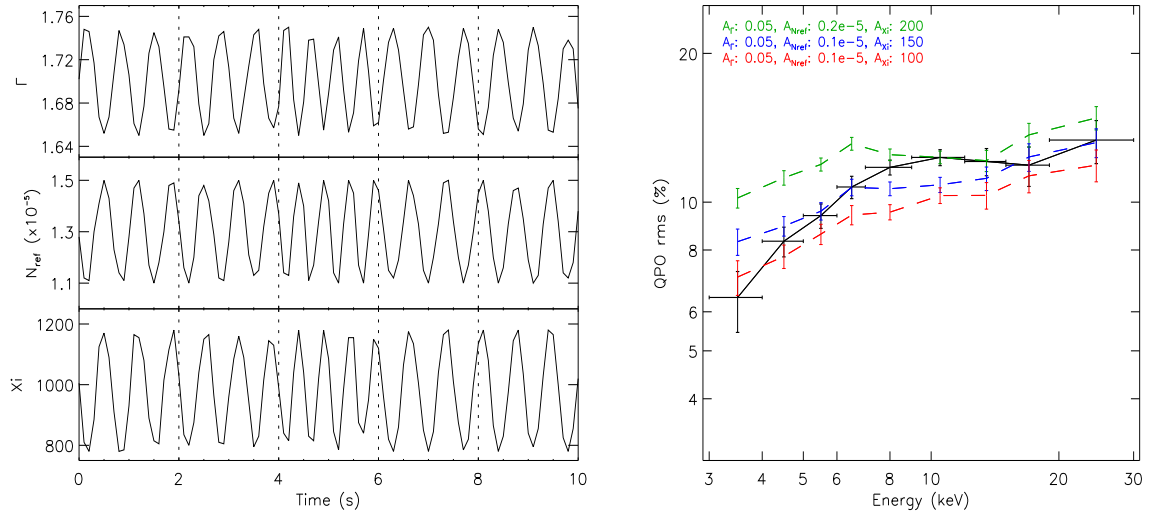 1.76
1.72
1.68
1.64
Γ
1.5
1.3
1.1
N_ref (×10⁻⁵)
1200
1000
800
Xi
0 2 4 6 8 10
Time (s)
A_Γ: 0.05, A_Nref: 0.2e−5, A_Xi: 200
A_Γ: 0.05, A_Nref: 0.1e−5, A_Xi: 150
A_Γ: 0.05, A_Nref: 0.1e−5, A_Xi: 100
20
10
8
6
5
4
QPO rms (%)
3 4 5 6 8 10 20 30
Energy (keV)